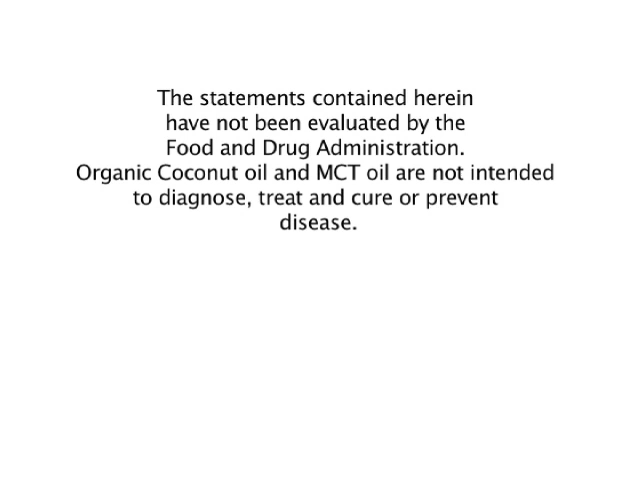 The statements contained herein
have not been evaluated by the
Food and Drug Administration.
Organic Coconut oil and MCT oil are not intended
to diagnose, treat and cure or prevent
disease.